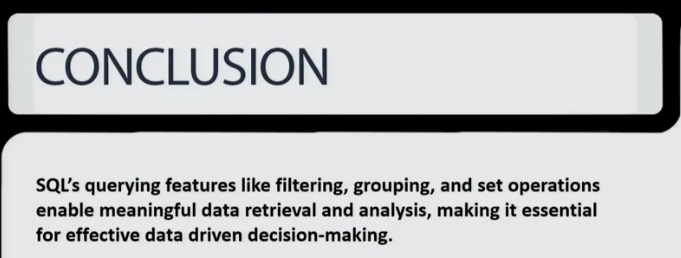 CONCLUSION
SQL's querying features like filtering, grouping, and set operations
enable meaningful data retrieval and analysis, making it essential
for effective data driven decision-making.